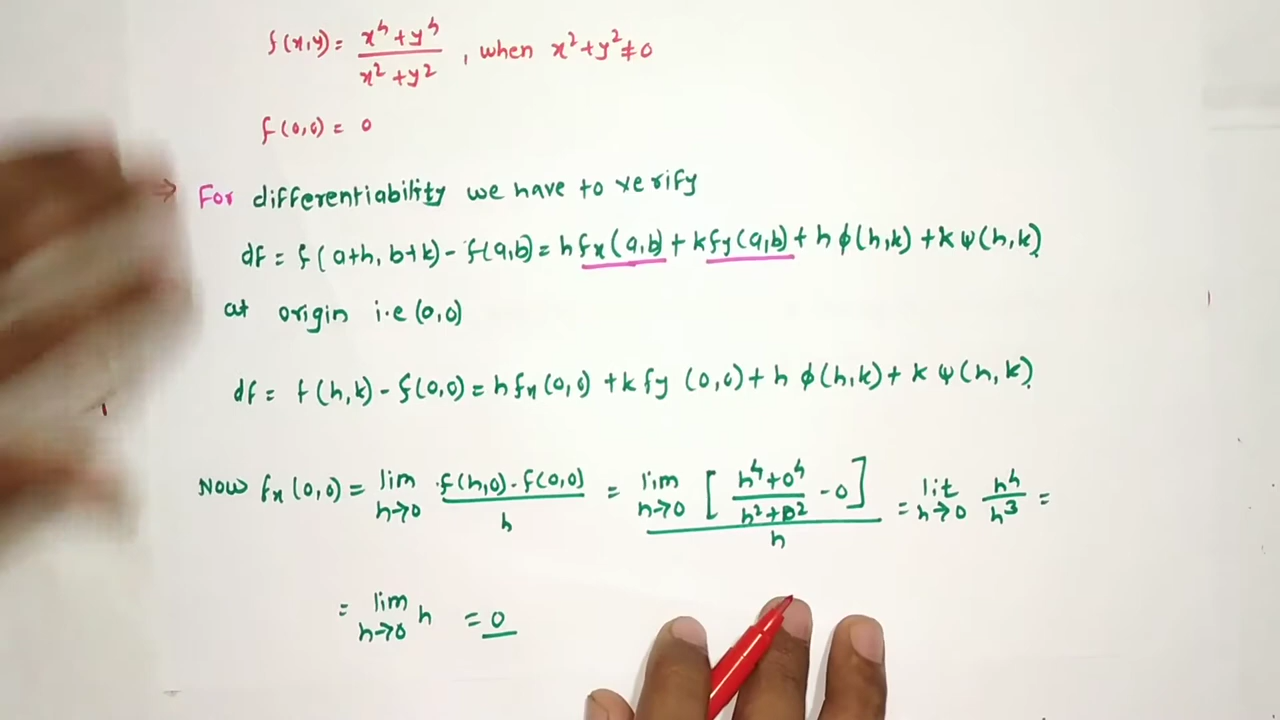 f(x,y) = x⁴+y⁴ / x²+y² , when x²+y²≠0
f(0,0) = 0
→ For differentiability we have to verify
df = f(a+h, b+k) - f(a,b) = h fx(a,b) + k fy(a,b) + h ϕ(h,k) + k ψ(h,k).
at origin i.e (0,0)
df = f(h,k) - f(0,0) = h fx(0,0) + k fy (0,0) + h ϕ(h,k) + k ψ(h,k).
Now fx(0,0) = lim h→0 f(h,0) - f(0,0) / h = lim h→0 [ h⁴+0⁴ / h²+0² - 0 ] / h = lit h→0 h⁴ / h³ =
= lim h→0 h = 0